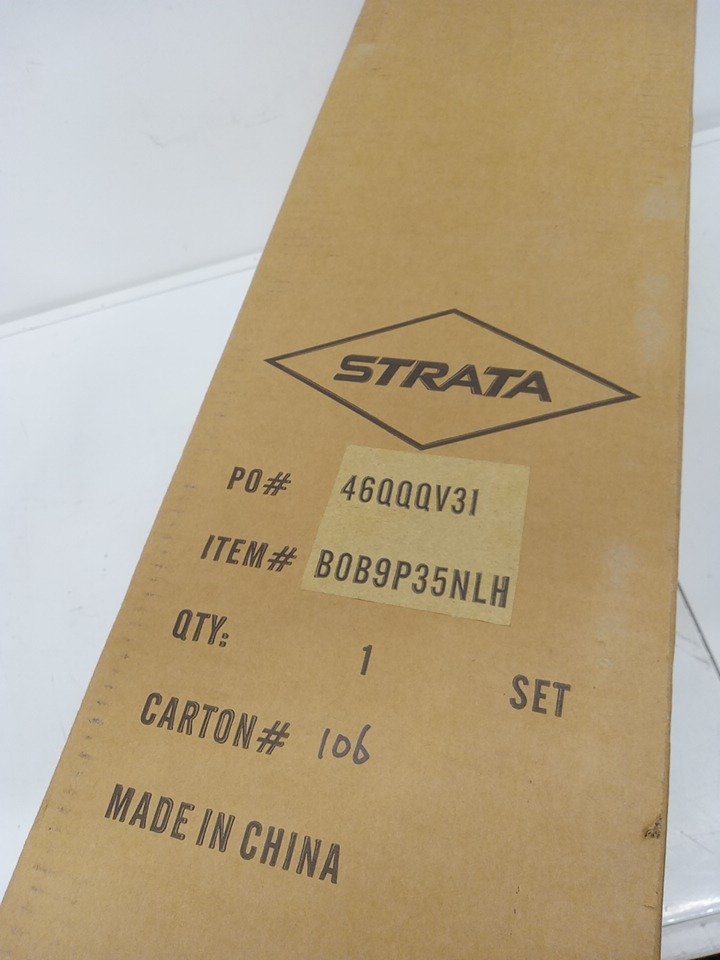 STRATA
PO# 46QQQV3I
ITEM# B0B9P35NLH
QTY: 1 SET
CARTON# 106
MADE IN CHINA